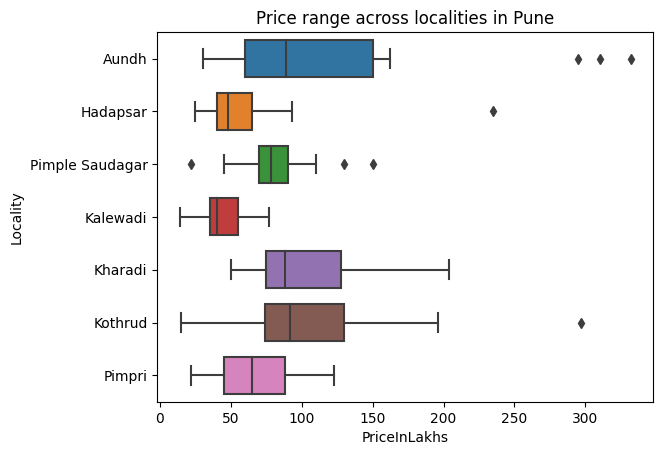 Price range across localities in Pune
Locality
Aundh
Hadapsar
Pimple Saudagar
Kalewadi
Kharadi
Kothrud
Pimpri
0 50 100 150 200 250 300
PriceInLakhs